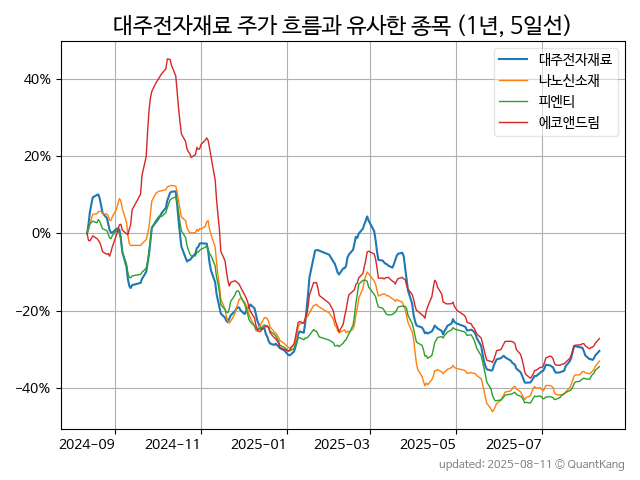 대주전자재료 주가 흐름과 유사한 종목 (1년, 5일선)
대주전자재료
나노신소재
피엔티
에코앤드림
40%
20%
0%
−20%
−40%
2024-09 2024-11 2025-01 2025-03 2025-05 2025-07
updated: 2025-08-11 © QuantKang